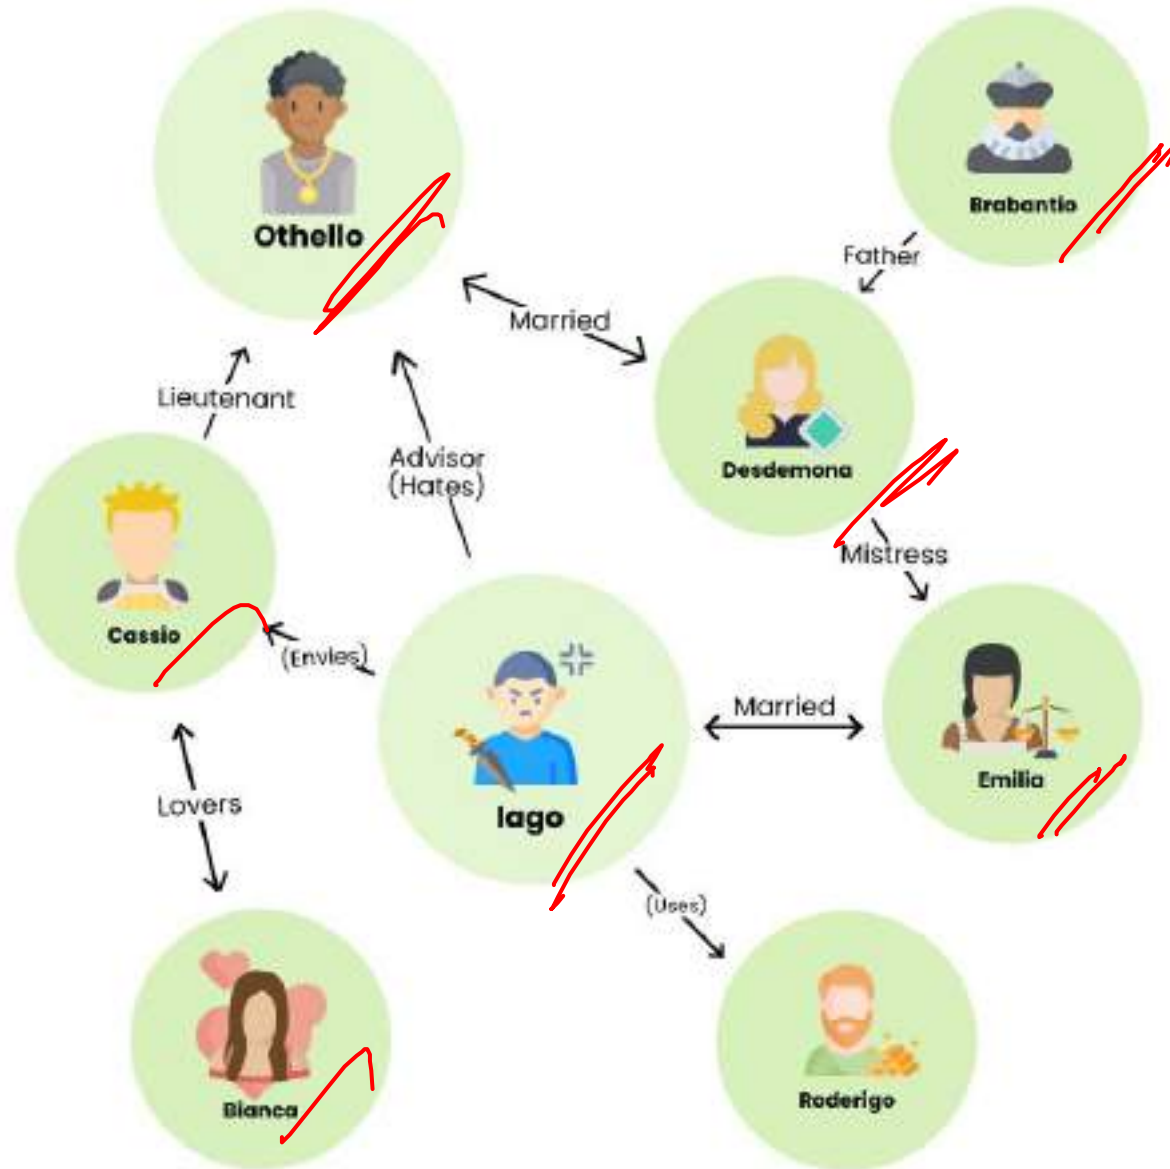 Othello
Brabantio
Father
Married
Lieutenant
Advisor
(Hates)
Desdemona
Mistress
Cassio
(Envies)
Married
Iago
Emilia
Lovers
(Uses)
Bianca
Roderigo